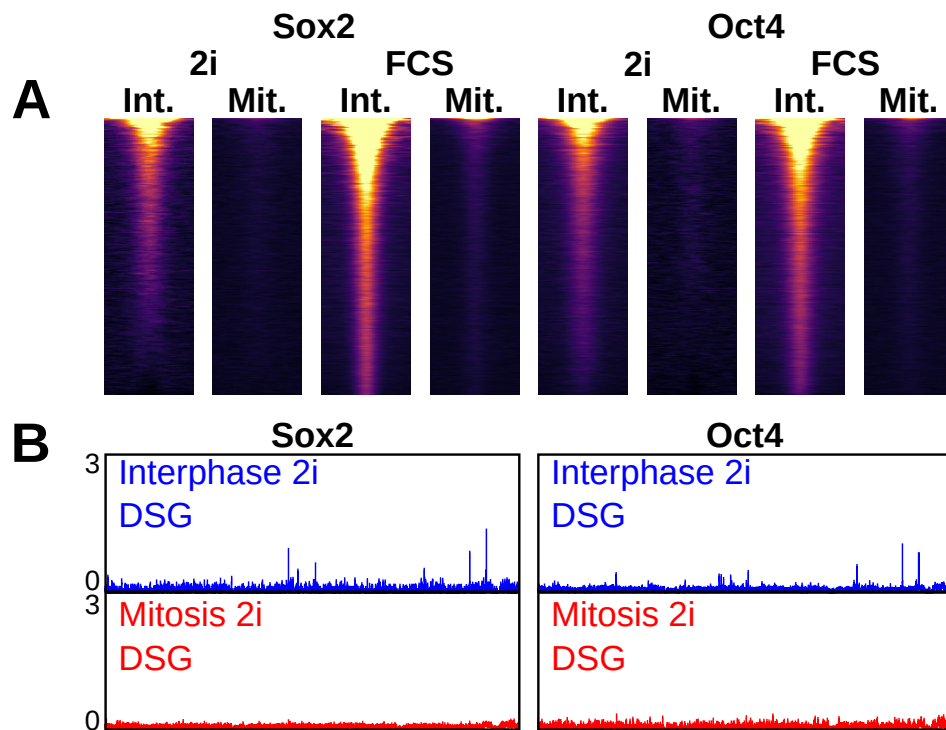 Sox2 Oct4
2i FCS 2i FCS
A Int. Mit. Int. Mit. Int. Mit. Int. Mit.
B Sox2 Oct4
3 Interphase 2i Interphase 2i
DSG DSG
0
3 Mitosis 2i Mitosis 2i
DSG DSG
0